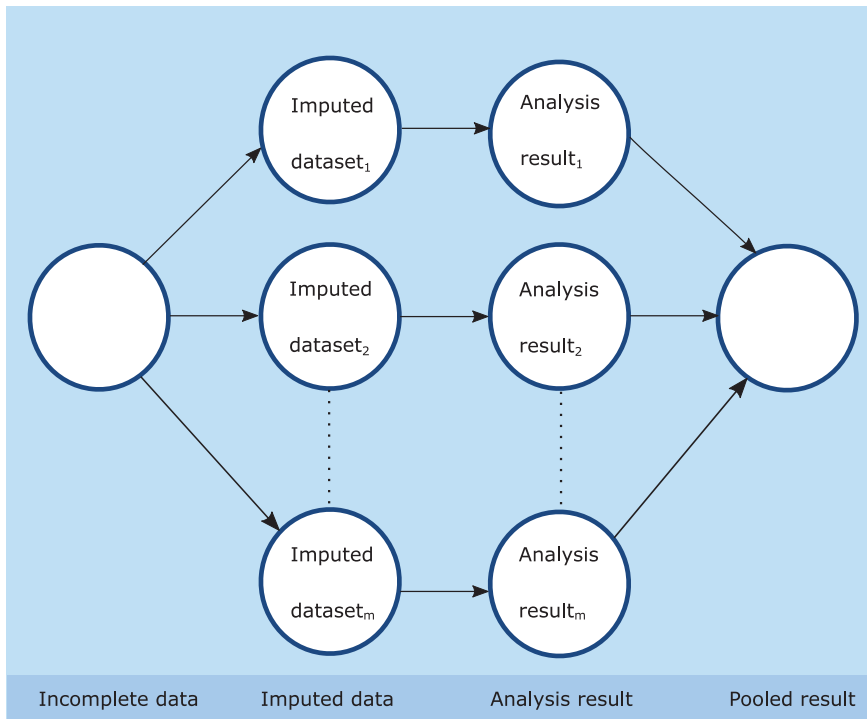 Imputed
dataset₁
Analysis
result₁
Imputed
dataset₂
Analysis
result₂
Imputed
datasetₘ
Analysis
resultₘ
Incomplete data
Imputed data
Analysis result
Pooled result